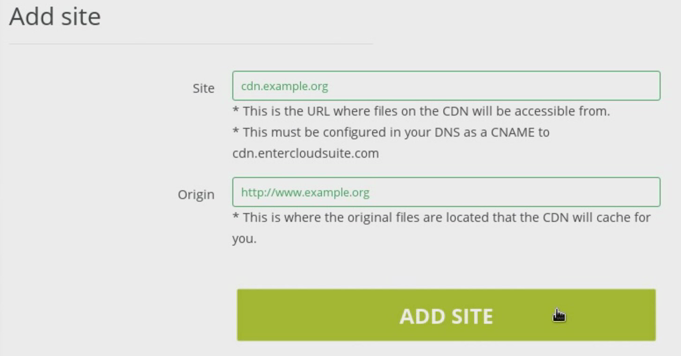 Add site
Site
cdn.example.org
* This is the URL where files on the CDN will be accessible from.
* This must be configured in your DNS as a CNAME to
cdn.entercloudsuite.com
Origin
http://www.example.org
* This is where the original files are located that the CDN will cache for
you.
ADD SITE